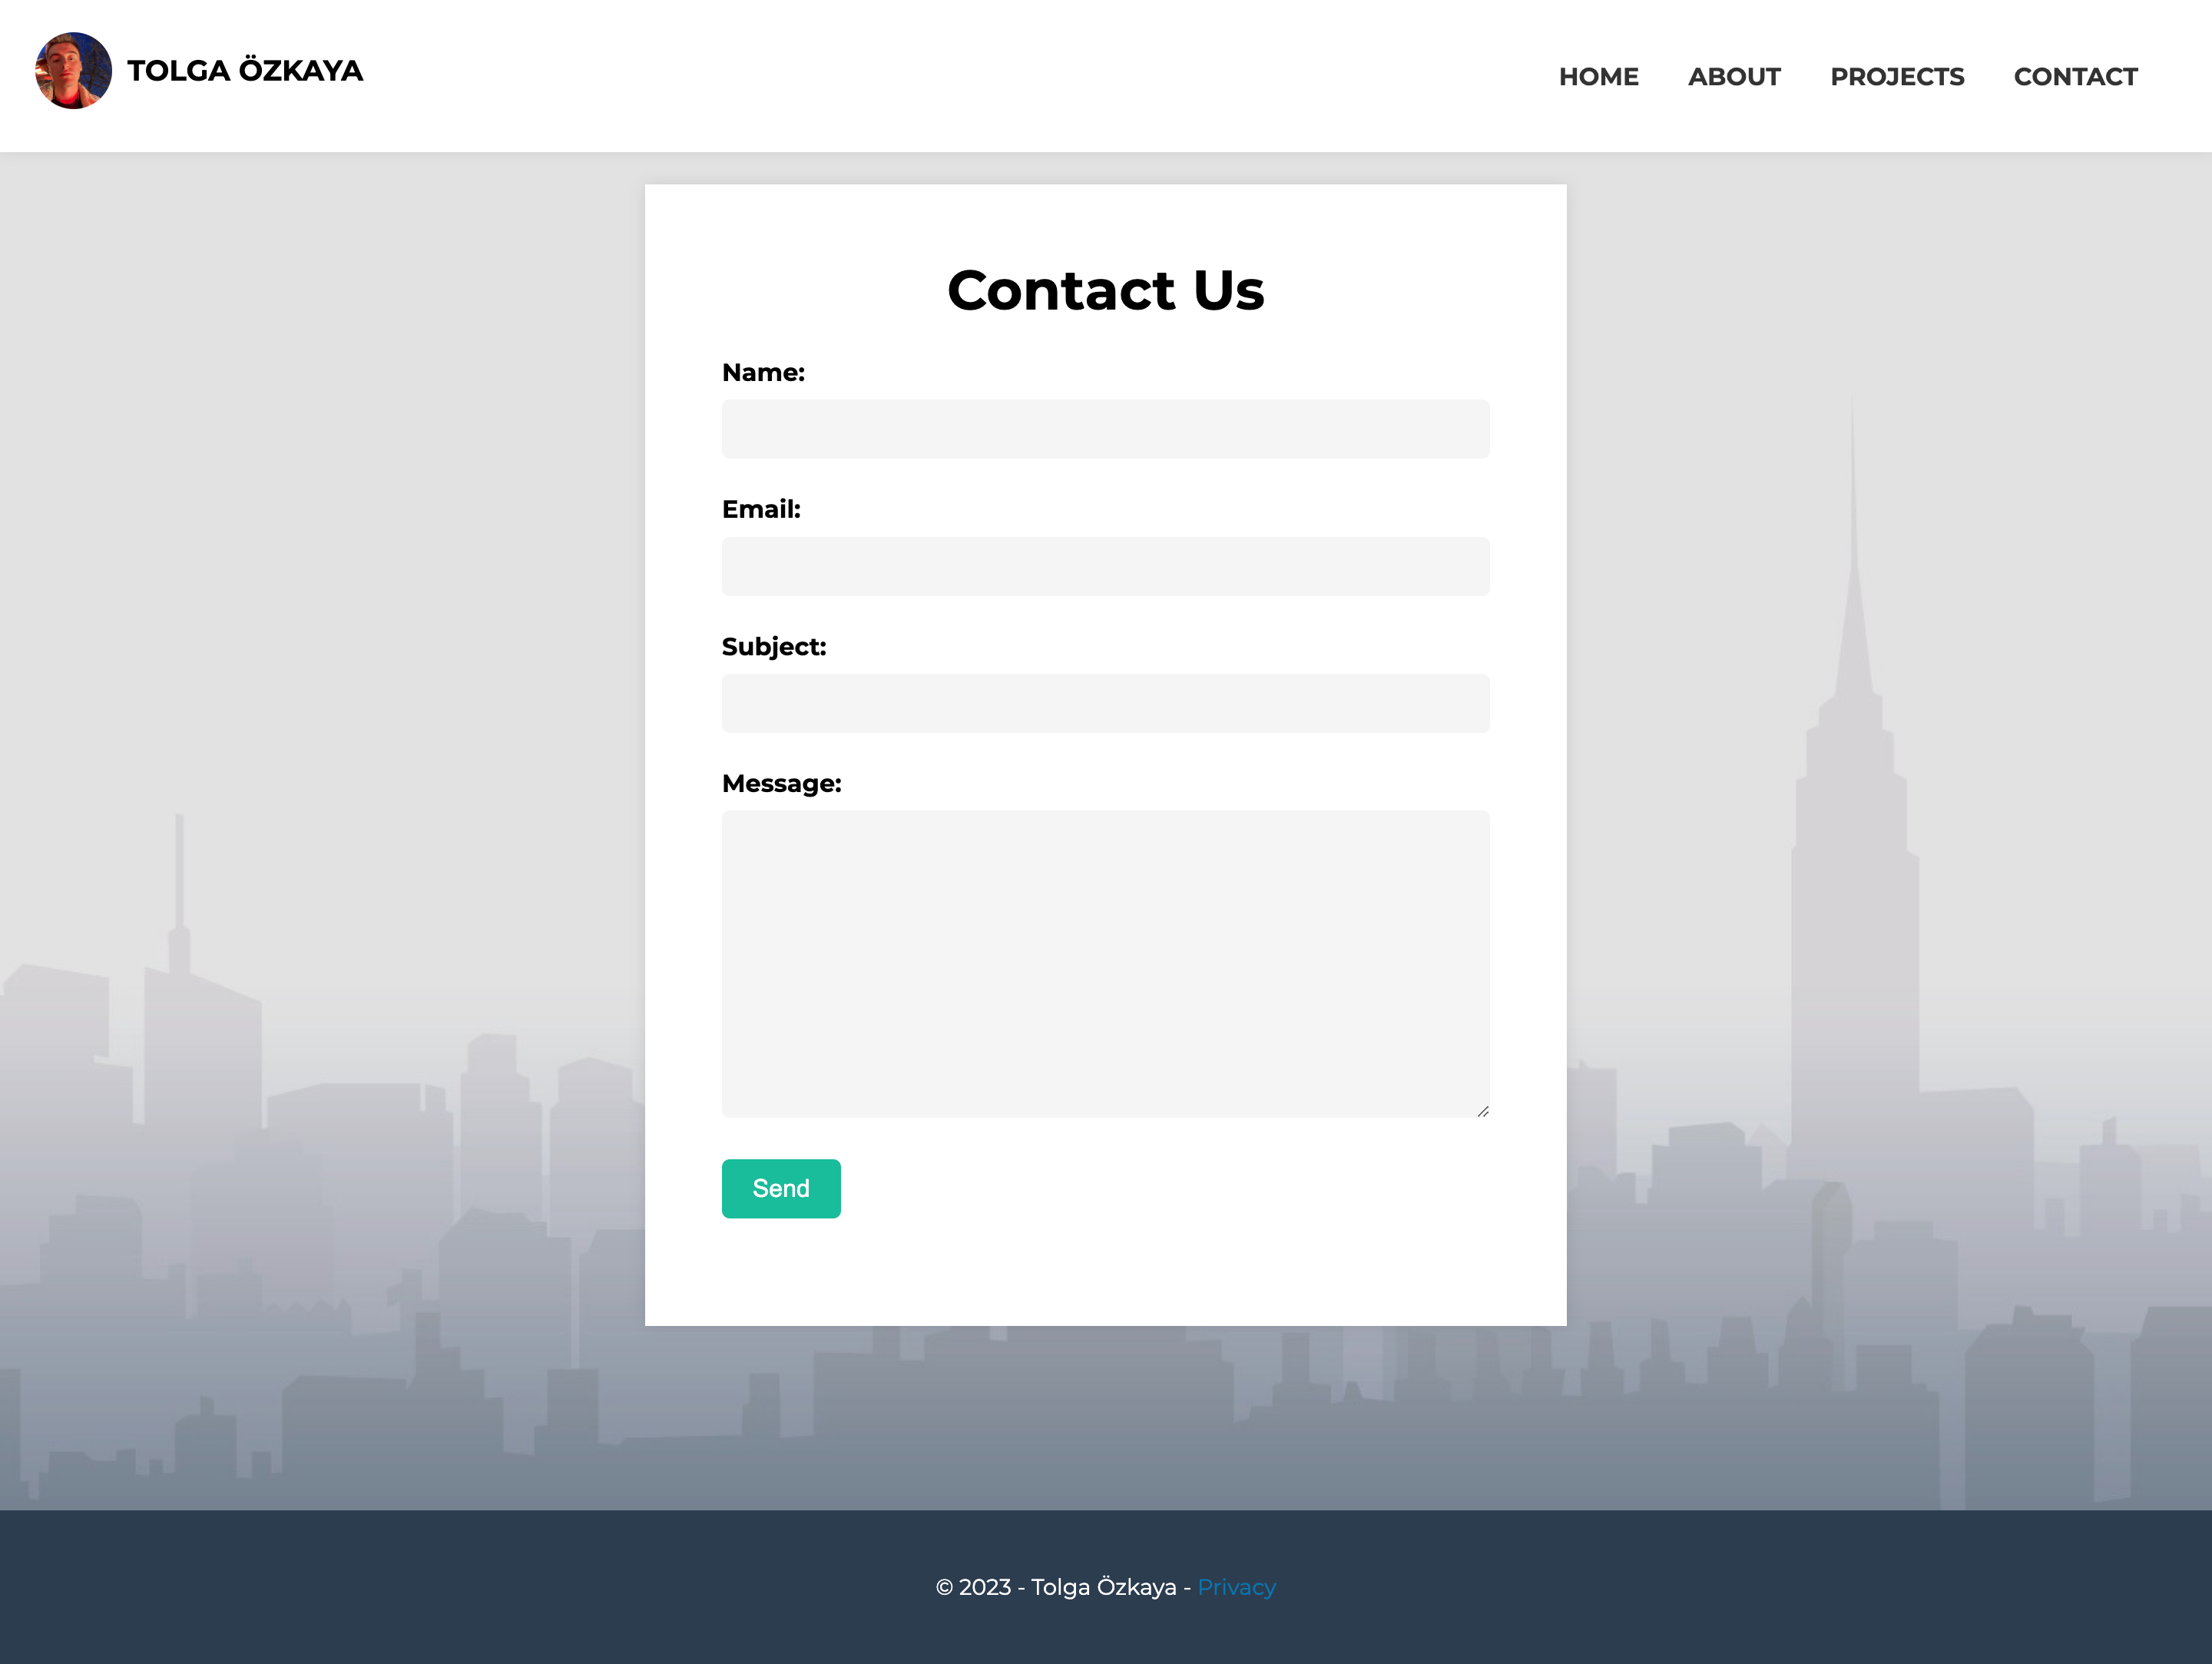 TOLGA ÖZKAYA
HOME ABOUT PROJECTS CONTACT
Contact Us
Name:
Email:
Subject:
Message:
Send
© 2023 - Tolga Özkaya - Privacy